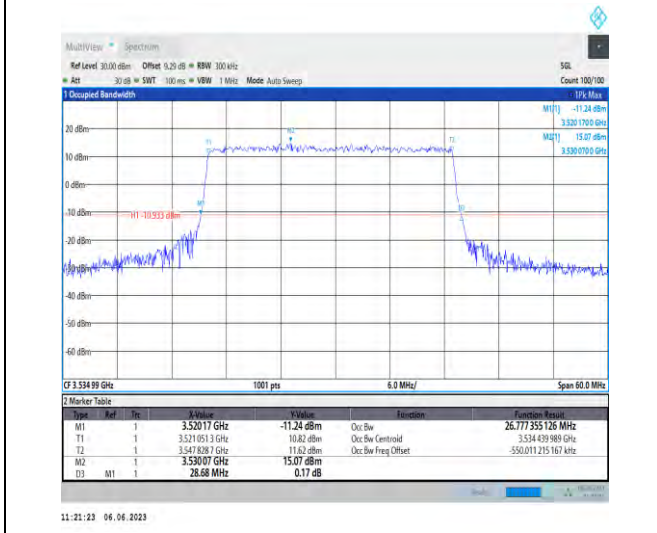 MultiView Spectrum
Ref Level 30.00 dBm Offset 9.29 dB RBW 300 kHz SGL
Att 30 dB SWT 100 ms VBW 1 MHz Mode Auto Sweep Count 100/100
1 Occupied Bandwidth 1Pk Max
M1[1] -11.24 dBm
3.5201700 GHz
M2[1] 15.07 dBm
3.5300700 GHz
20 dBm
T1 M2 T2
10 dBm
0 dBm
M1
-10 dBm H1 -10.933 dBm
-20 dBm
-30 dBm
-40 dBm
-50 dBm
-60 dBm
CF 3.534 99 GHz 1001 pts 6.0 MHz/ Span 60.0 MHz
2 Marker Table
Type Ref Trc X-Value Y-Value Function Function Result
M1 1 3.52017 GHz -11.24 dBm Occ Bw 26.777 355 126 MHz
T1 1 3.521 051 3 GHz 10.82 dBm Occ Bw Centroid 3.534 439 989 GHz
T2 1 3.547 828 7 GHz 11.62 dBm Occ Bw Freq Offset -550.011 215 167 kHz
M2 1 3.53007 GHz 15.07 dBm
D3 M1 1 28.68 MHz 0.17 dB
11:21:23 06.06.2023